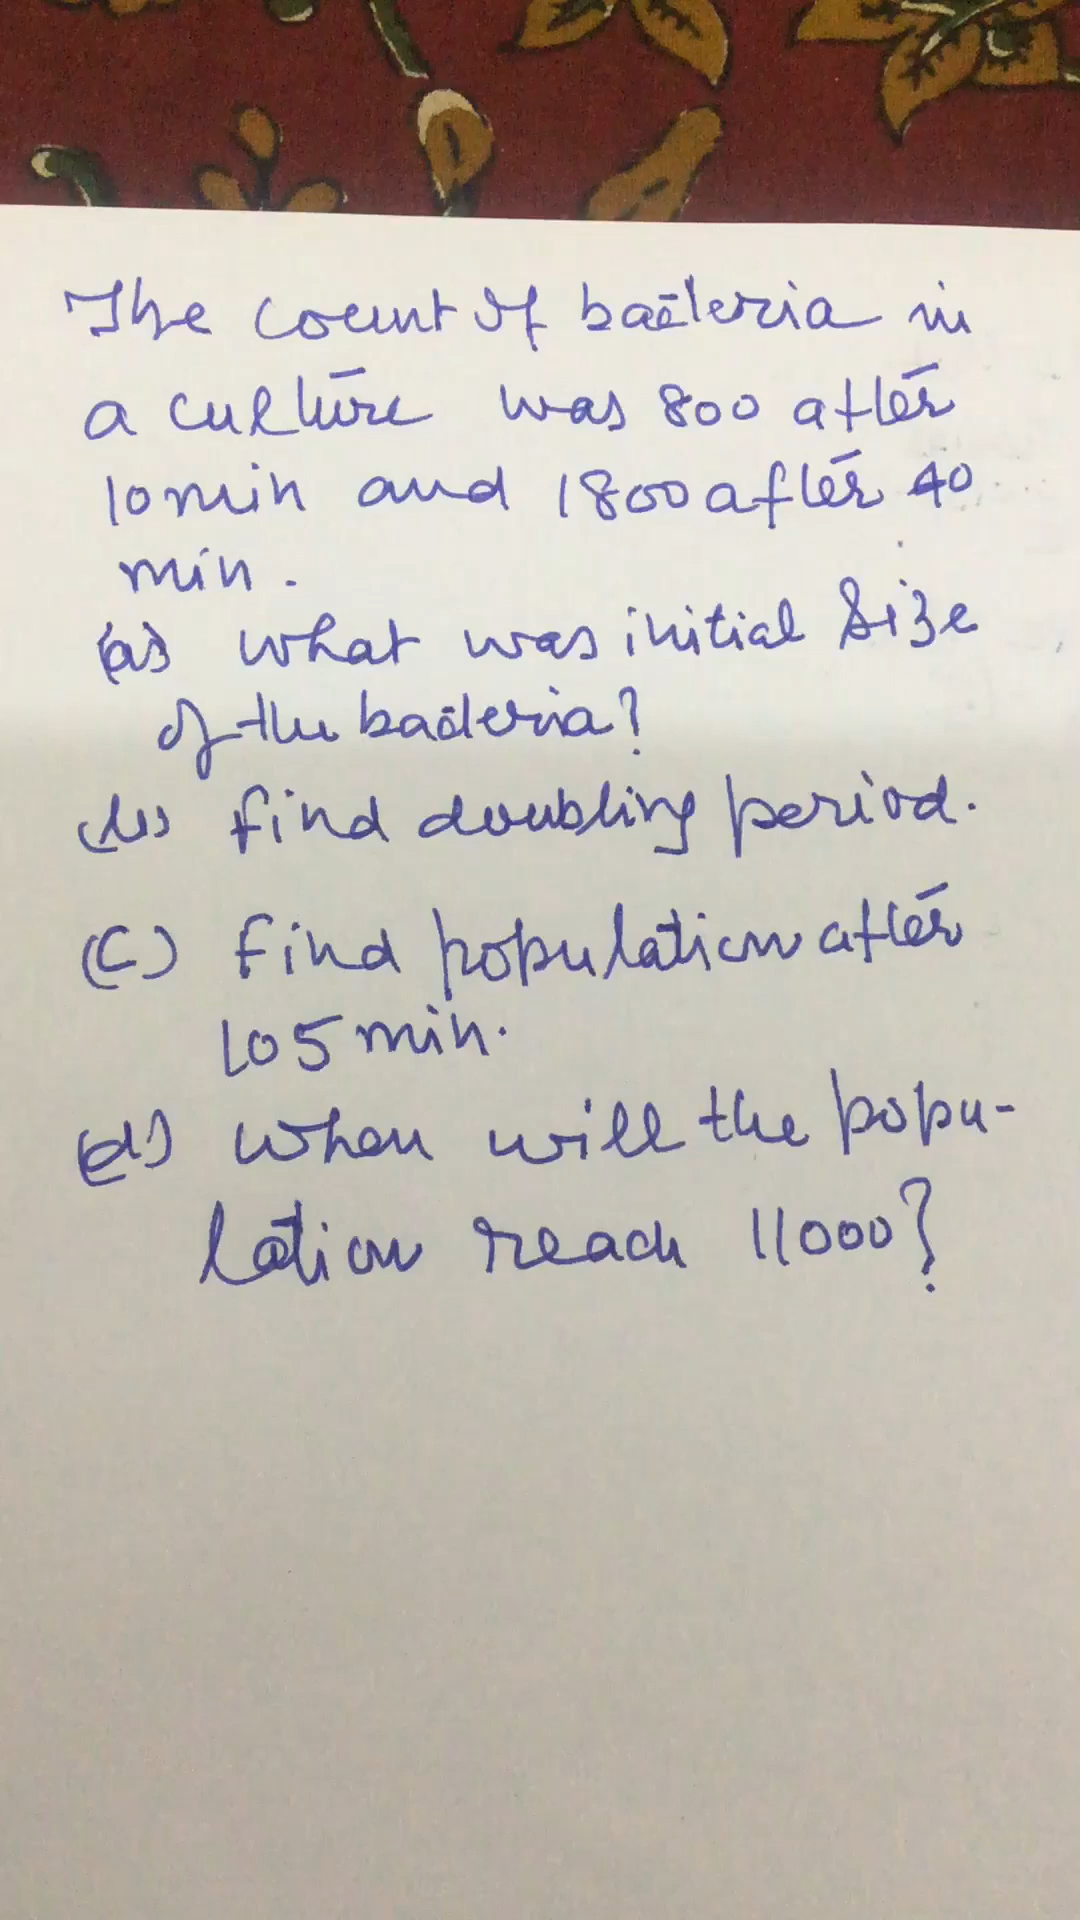 The count of bacteria in
a culture was 800 after
10 min and 1800 after 40
min.
(a) what was initial size
of the bacteria?
(b) find doubling period.
(c) find population after
105 min.
(d) when will the popu-
lation reach 11000?